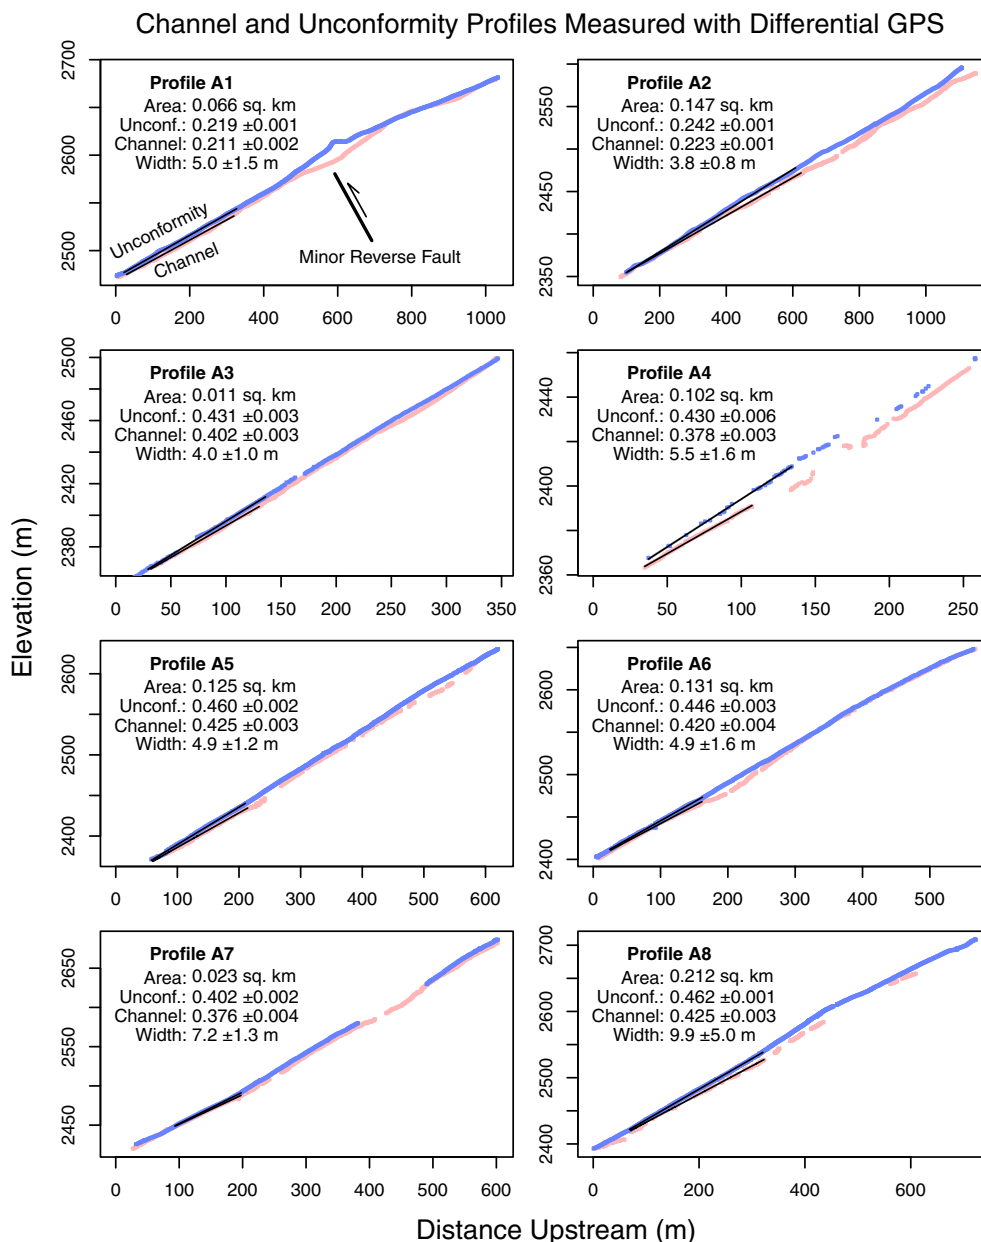 Channel and Unconformity Profiles Measured with Differential GPS
Elevation (m)
Profile A1
Area: 0.066 sq. km
Unconf.: 0.219 ±0.001
Channel: 0.211 ±0.002
Width: 5.0 ±1.5 m
Unconformity
Channel
Minor Reverse Fault
2500 2600 2700
0 200 400 600 800 1000
Profile A2
Area: 0.147 sq. km
Unconf.: 0.242 ±0.001
Channel: 0.223 ±0.001
Width: 3.8 ±0.8 m
2350 2450 2550
0 200 400 600 800 1000
Profile A3
Area: 0.011 sq. km
Unconf.: 0.431 ±0.003
Channel: 0.402 ±0.003
Width: 4.0 ±1.0 m
2380 2420 2460 2500
0 50 100 150 200 250 300 350
Profile A4
Area: 0.102 sq. km
Unconf.: 0.430 ±0.006
Channel: 0.378 ±0.003
Width: 5.5 ±1.6 m
2360 2400 2440
0 50 100 150 200 250
Profile A5
Area: 0.125 sq. km
Unconf.: 0.460 ±0.002
Channel: 0.425 ±0.003
Width: 4.9 ±1.2 m
2400 2500 2600
0 100 200 300 400 500 600
Profile A6
Area: 0.131 sq. km
Unconf.: 0.446 ±0.003
Channel: 0.420 ±0.004
Width: 4.9 ±1.6 m
2400 2500 2600
0 100 200 300 400 500
Profile A7
Area: 0.023 sq. km
Unconf.: 0.402 ±0.002
Channel: 0.376 ±0.004
Width: 7.2 ±1.3 m
2450 2550 2650
0 100 200 300 400 500 600
Profile A8
Area: 0.212 sq. km
Unconf.: 0.462 ±0.001
Channel: 0.425 ±0.003
Width: 9.9 ±5.0 m
2400 2500 2600 2700
0 200 400 600
Distance Upstream (m)